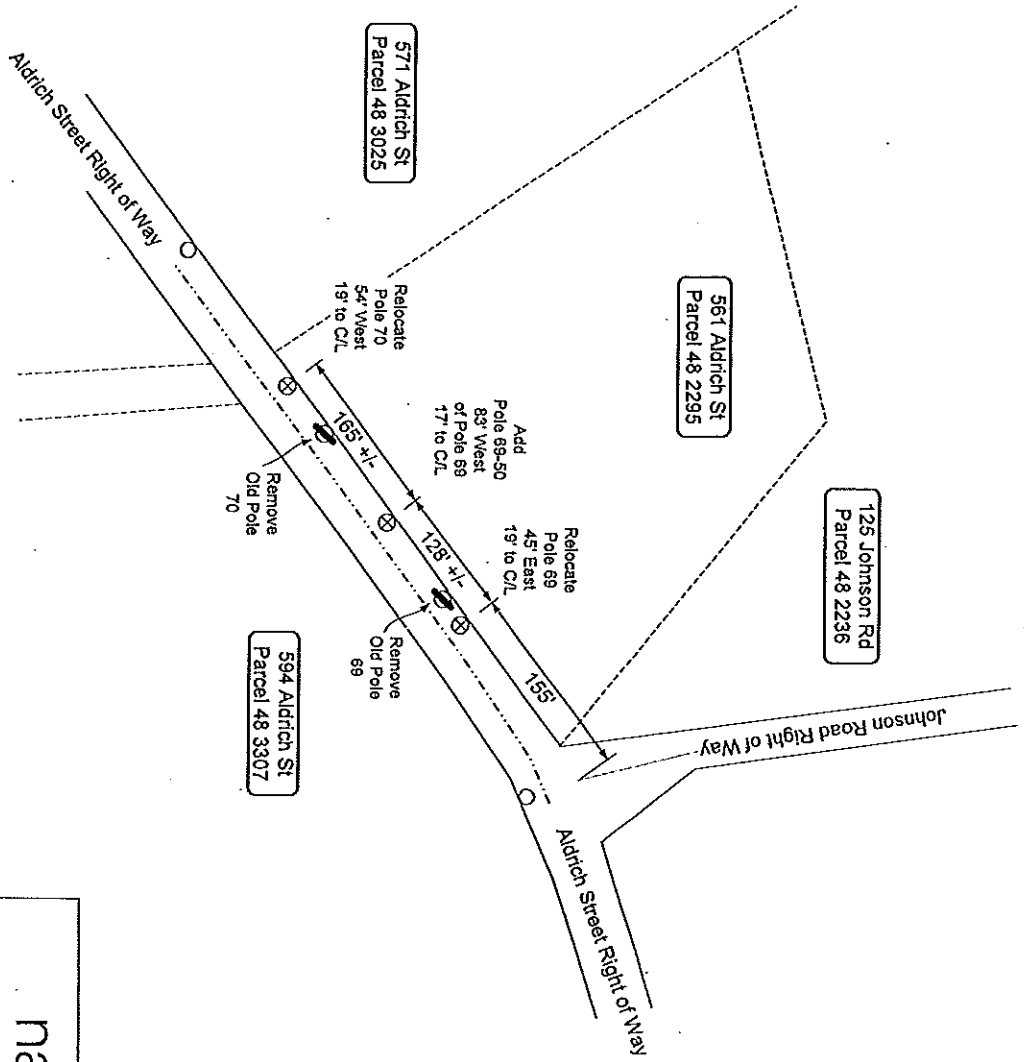 571 Aldrich St
Parcel 48 3025
561 Aldrich St
Parcel 48 2295
125 Johnson Rd
Parcel 48 2236
594 Aldrich St
Parcel 48 3307
Aldrich Street Right of Way
Relocate
Pole 70
54' West
19' to C/L
Add
Pole 69-50
83' West
of Pole 69
17' to C/L
Relocate
Pole 69
45' East
19' to C/L
165' +/-
128' +/-
155'
Remove
Old Pole
70
Remove
Old Pole
69
Johnson Road Right of Way
Aldrich Street Right of Way
na